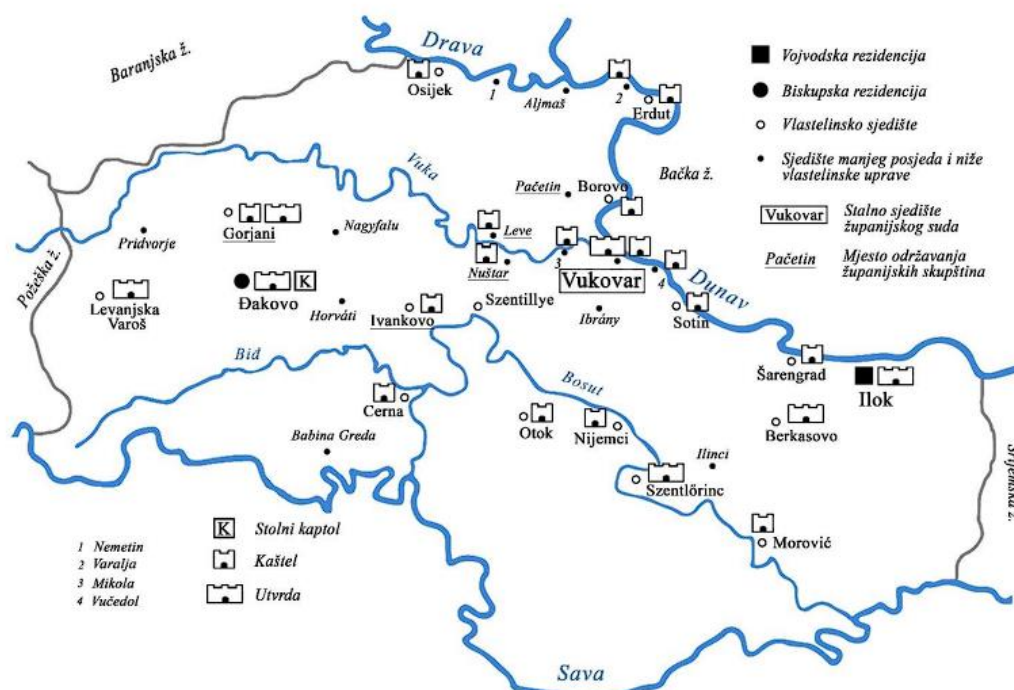 Drava
Baranjska ž.
Osijek
1
Aljmaš
2
Erdut
Vuka
Pačetin
Borovo
Bačka ž.
Gorjani
Pridvorje
Nagyfalu
Leve
Nuštar
3
Vukovar
4
Dunav
Požeška ž.
Levanjska
Varoš
Đakovo
K
Horváti
Ivankovo
Szentillye
Ibrány
Sotin
Bid
Bosut
Šarengrad
Ilok
Cerna
Otok
Nijemci
Berkasovo
Babina Greda
Ilinci
Szentlőrinc
Morović
Srijemska ž.
Sava
Vojvodska rezidencija
Biskupska rezidencija
Vlastelinsko sjedište
Sjedište manjeg posjeda i niže
vlastelinske uprave
Vukovar Stalno sjedište
županijskog suda
Pačetin Mjesto održavanja
županijskih skupština
1 Nemetin
2 Varalja
3 Mikola
4 Vučedol
K Stolni kaptol
Kaštel
Utvrda